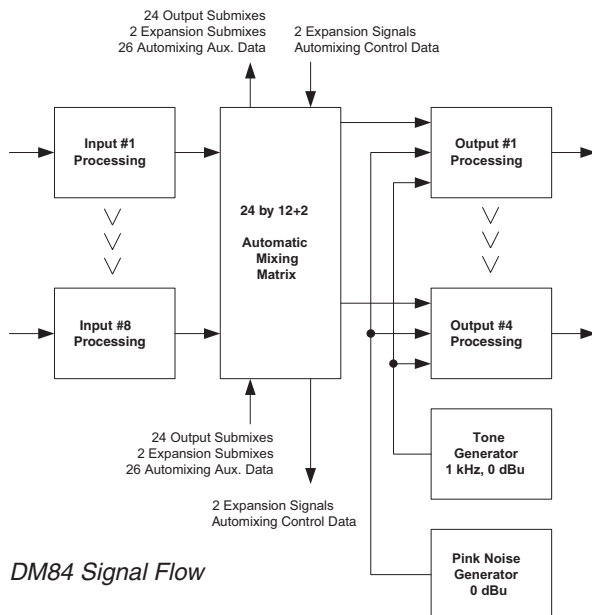 24 Output Submixes
2 Expansion Submixes
26 Automixing Aux. Data
2 Expansion Signals
Automixing Control Data
Input #1
Processing
24 by 12+2
Automatic
Mixing
Matrix
Output #1
Processing
Input #8
Processing
Output #4
Processing
24 Output Submixes
2 Expansion Submixes
26 Automixing Aux. Data
2 Expansion Signals
Automixing Control Data
Tone
Generator
1 kHz, 0 dBu
Pink Noise
Generator
0 dBu
DM84 Signal Flow